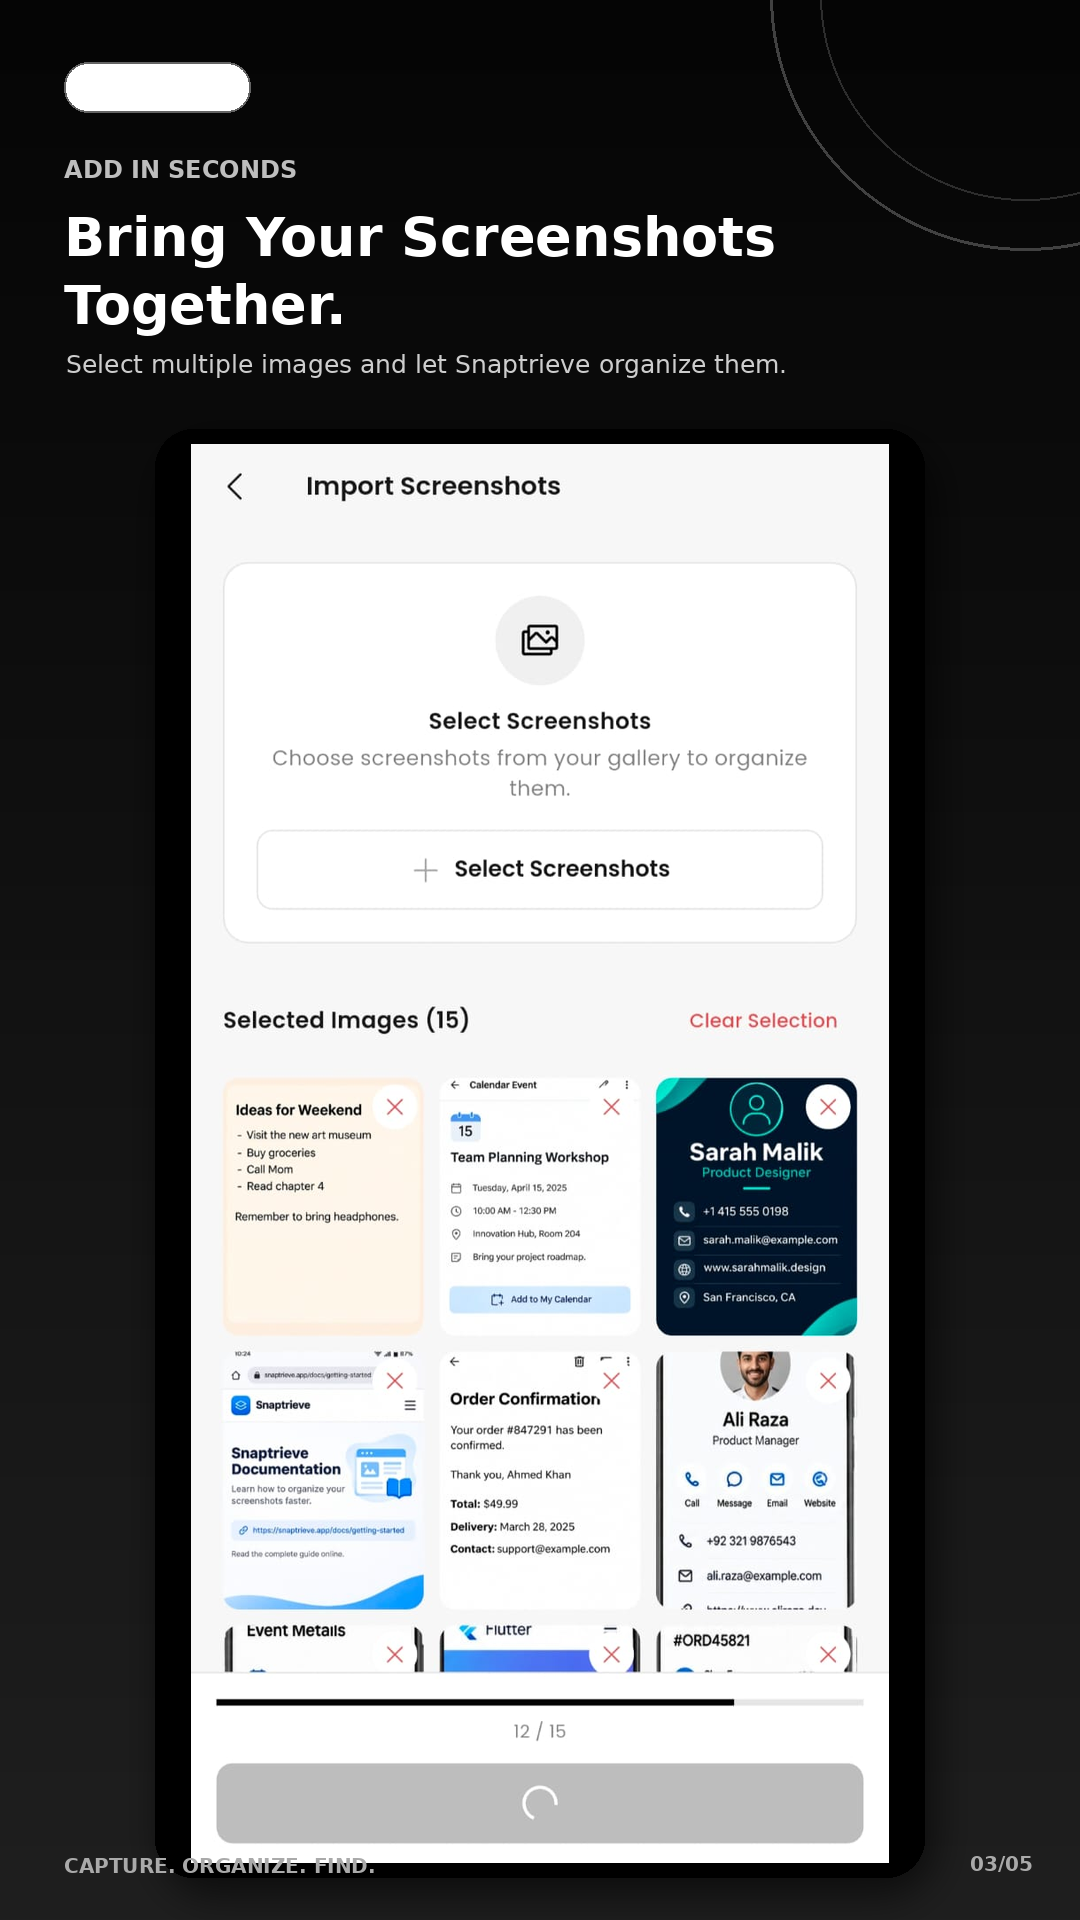 ADD IN SECONDS
Bring Your Screenshots
Together.
Select multiple images and let Snaptrieve organize them.
Import Screenshots
Select Screenshots
Choose screenshots from your gallery to organize
them.
Select Screenshots
Selected Images (15)
Clear Selection
Ideas for Weekend
- Visit the new art museum
- Buy groceries
- Call Mom
- Read chapter 4
Remember to bring headphones.
Calendar Event
15
Team Planning Workshop
Tuesday, April 15, 2025
10:00 AM - 12:30 PM
Innovation Hub, Room 204
Bring your project roadmap.
Add to My Calendar
Sarah Malik
Product Designer
+1 415 555 0198
sarah.malik@example.com
www.sarahmalik.design
San Francisco, CA
10:24
87%
snaptrieve.app/docs/getting-started
Snaptrieve
Snaptrieve
Documentation
Learn how to organize your
screenshots faster.
https://snaptrieve.app/docs/getting-started
Read the complete guide online.
Order Confirmation
Your order #847291 has been
confirmed.
Thank you, Ahmed Khan
Total: $49.99
Delivery: March 28, 2025
Contact: support@example.com
Ali Raza
Product Manager
Call Message Email Website
+92 321 9876543
ali.raza@example.com
Event Details
Flutter
#ORD45821
12 / 15
CAPTURE. ORGANIZE. FIND.
03/05